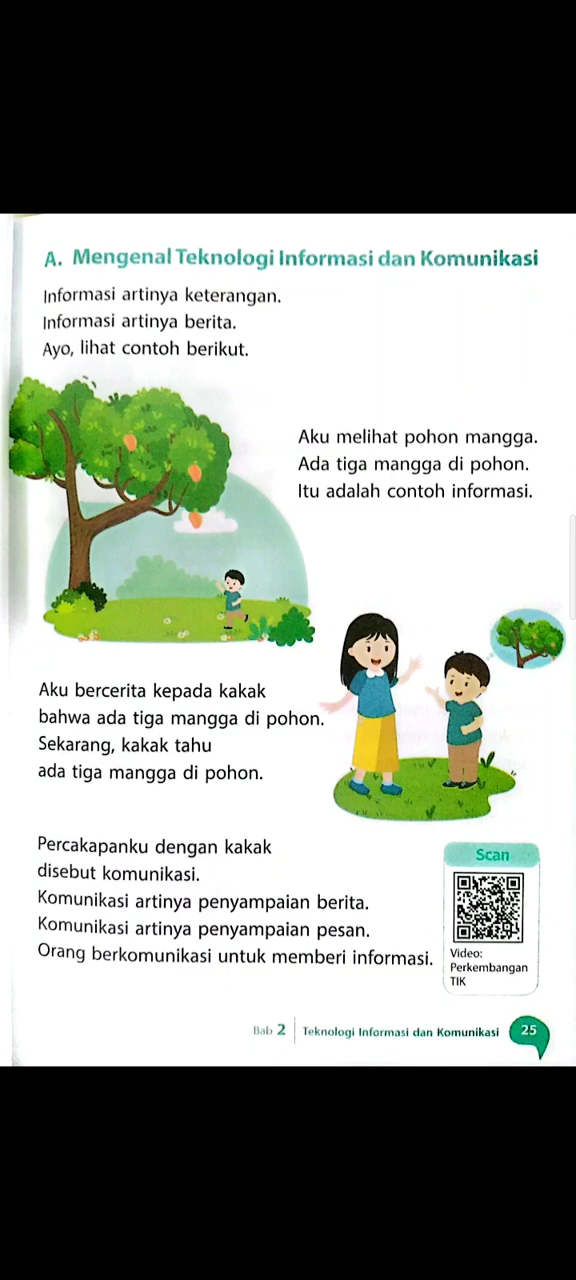 A. Mengenal Teknologi Informasi dan Komunikasi
Informasi artinya keterangan.
Informasi artinya berita.
Ayo, lihat contoh berikut.
Aku melihat pohon mangga.
Ada tiga mangga di pohon.
Itu adalah contoh informasi.
Aku bercerita kepada kakak
bahwa ada tiga mangga di pohon.
Sekarang, kakak tahu
ada tiga mangga di pohon.
Percakapanku dengan kakak
disebut komunikasi.
Komunikasi artinya penyampaian berita.
Komunikasi artinya penyampaian pesan.
Orang berkomunikasi untuk memberi informasi.
Scan
Video:
Perkembangan
TIK
Bab 2 Teknologi Informasi dan Komunikasi 25